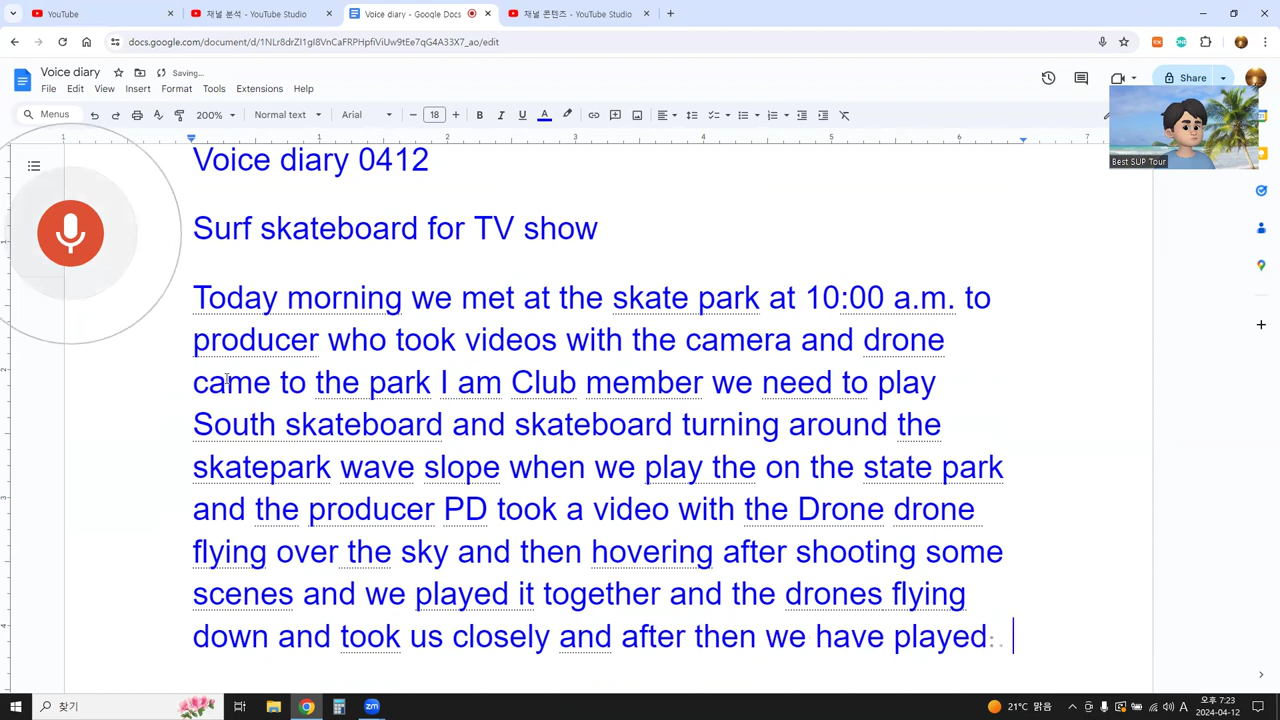 YouTube
재널 분석 - YouTube Studio
Voice diary - Google Docs
재널 콘텐츠 - YouTube Studio
docs.google.com/document/d/1NLr8drZI1gI8VnCaFRPHpfiViUw9tEe7qG4A33X7_ao/edit
Voice diary
Saving...
File Edit View Insert Format Tools Extensions Help
Share
Menus
200%
Normal text
Arial
18
Best SUP Tour
Voice diary 0412
Surf skateboard for TV show
Today morning we met at the skate park at 10:00 a.m. to
producer who took videos with the camera and drone
came to the park I am Club member we need to play
South skateboard and skateboard turning around the
skatepark wave slope when we play the on the state park
and the producer PD took a video with the Drone drone
flying over the sky and then hovering after shooting some
scenes and we played it together and the drones flying
down and took us closely and after then we have played
찾기
21°C 맑음
A
오후 7:23
2024-04-12